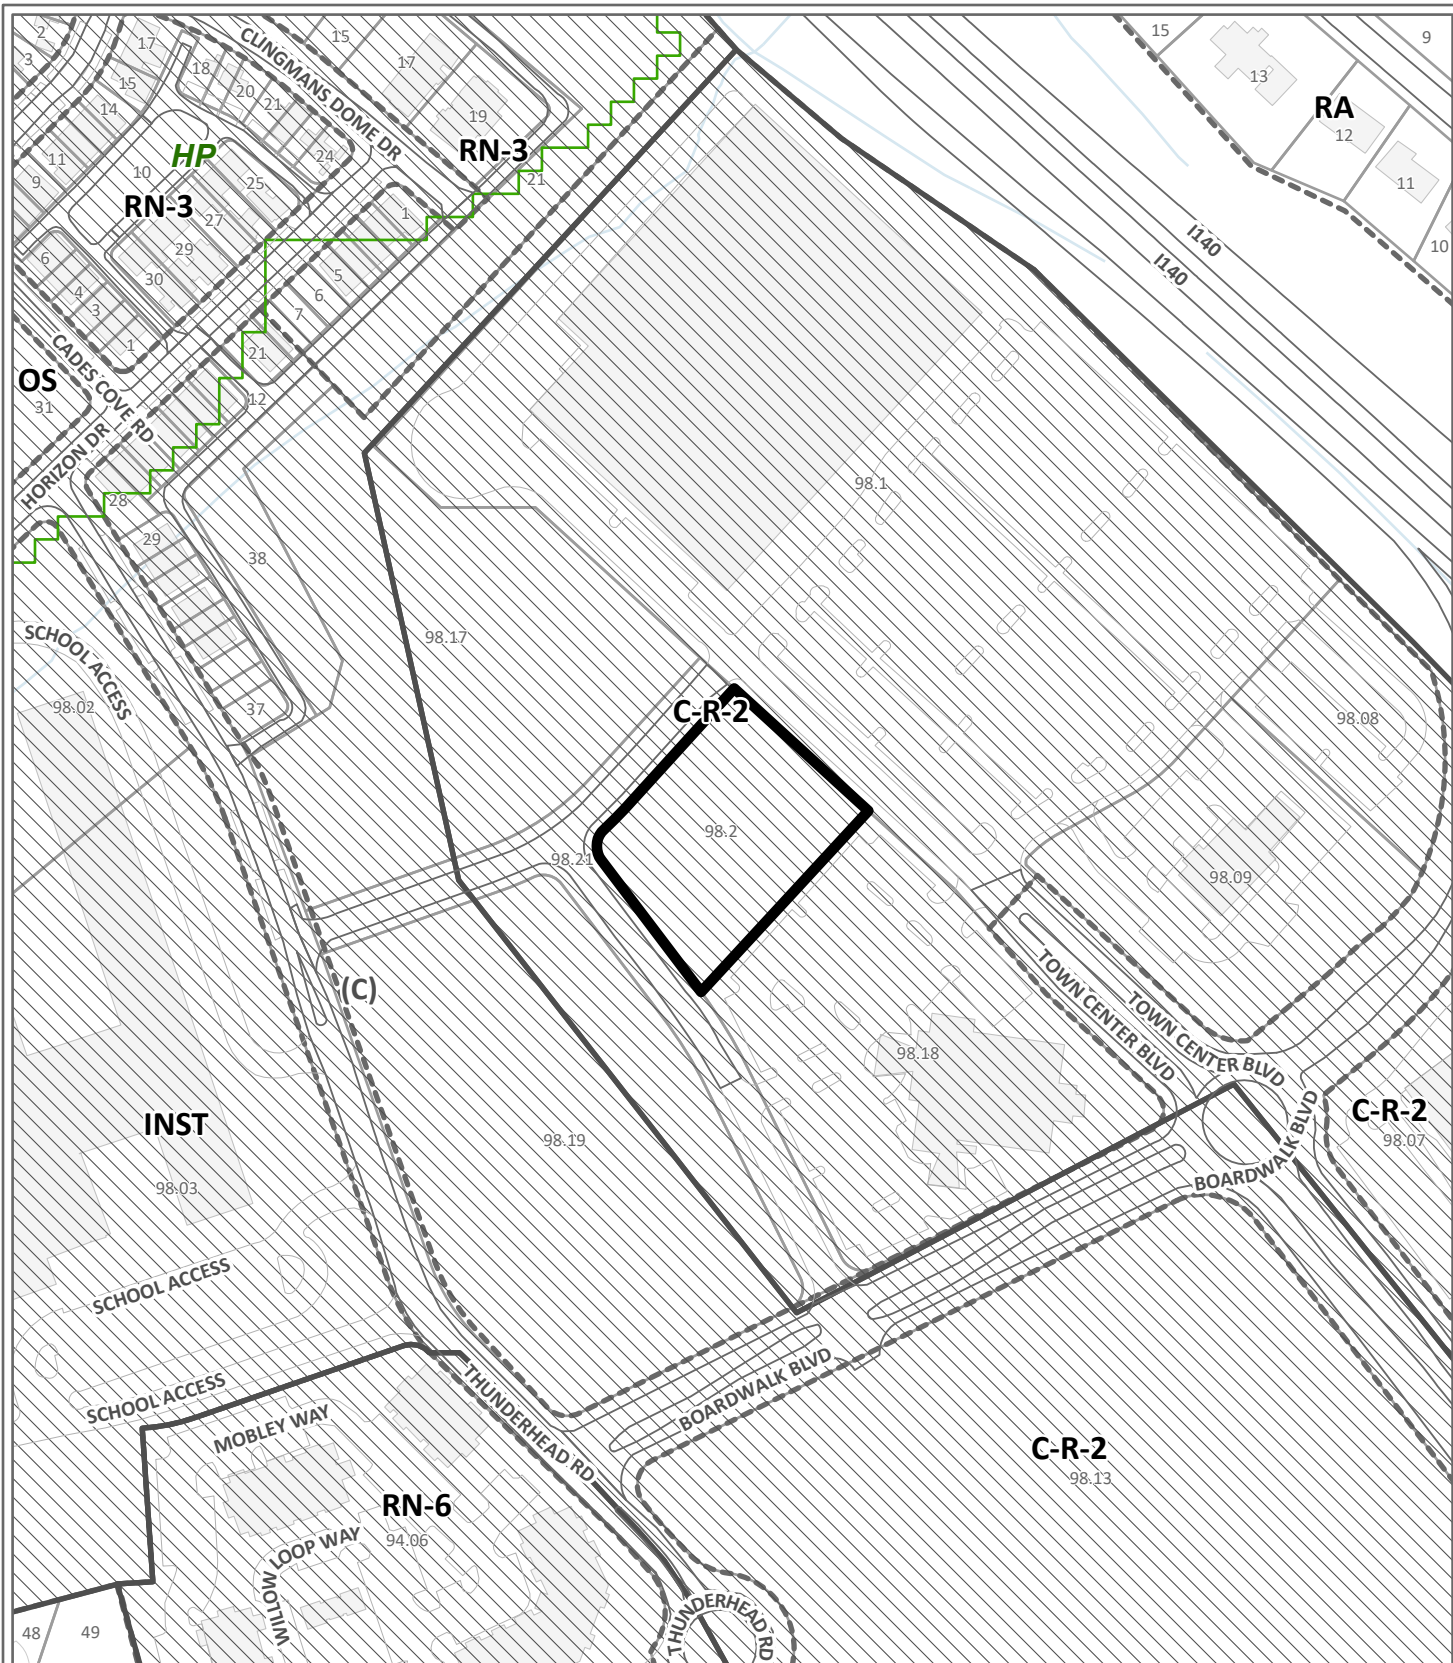 2
3
17
15
14
11
9
18
20
21
24
CLINGMANS DOME DR
15
17
19
RN-3
21
HP
10
RN-3
25
27
29
30
1
5
6
7
21
12
6
4
3
1
CADES COVE RD
OS
31
HORIZON DR
28
29
38
37
15
13
RA
12
11
10
9
I140
I140
98.1
98.17
SCHOOL ACCESS
98.02
C-R-2
98.2
98.21
98.08
98.09
(C)
TOWN CENTER BLVD
TOWN CENTER BLVD
98.18
98.19
INST
98.03
C-R-2
98.07
BOARDWALK BLVD
SCHOOL ACCESS
SCHOOL ACCESS
MOBLEY WAY
THUNDERHEAD RD
BOARDWALK BLVD
C-R-2
98.13
RN-6
94.06
LOOP WAY
WILLOW
THUNDERHEAD RD
48
49